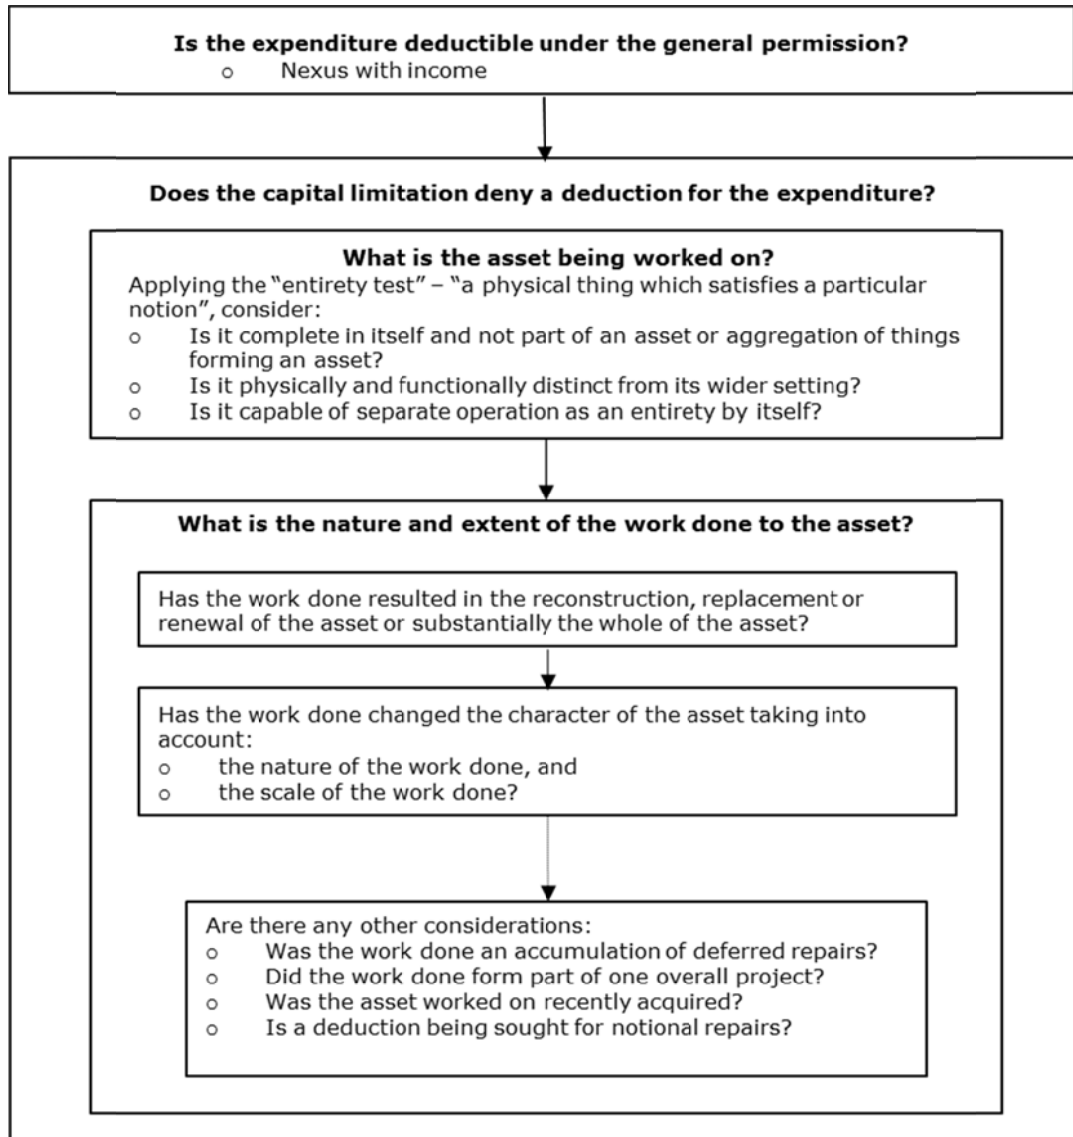 Is the expenditure deductible under the general permission?
o Nexus with income
Does the capital limitation deny a deduction for the expenditure?
What is the asset being worked on?
Applying the “entirety test” – “a physical thing which satisfies a particular
notion”, consider:
o Is it complete in itself and not part of an asset or aggregation of things
forming an asset?
o Is it physically and functionally distinct from its wider setting?
o Is it capable of separate operation as an entirety by itself?
What is the nature and extent of the work done to the asset?
Has the work done resulted in the reconstruction, replacement or
renewal of the asset or substantially the whole of the asset?
Has the work done changed the character of the asset taking into
account:
o the nature of the work done, and
o the scale of the work done?
Are there any other considerations:
o Was the work done an accumulation of deferred repairs?
o Did the work done form part of one overall project?
o Was the asset worked on recently acquired?
o Is a deduction being sought for notional repairs?